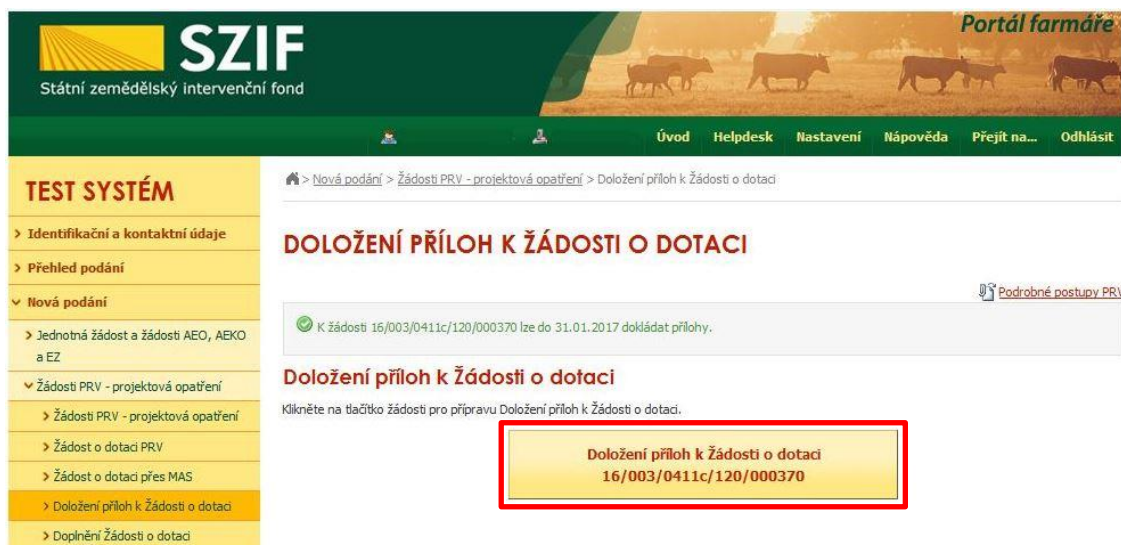 SZIF
Státní zemědělský intervenční fond
Portál farmáře
Úvod Helpdesk Nastavení Nápověda Přejít na... Odhlásit
TEST SYSTÉM
> Nová podání > Žádosti PRV - projektová opatření > Doložení příloh k Žádosti o dotaci
Identifikační a kontaktní údaje
Přehled podání
Nová podání
Jednotná žádost a žádosti AEO, AEKO
a EZ
Žádosti PRV - projektová opatření
Žádosti PRV - projektová opatření
Žádost o dotaci PRV
Žádost o dotaci přes MAS
Doložení příloh k Žádosti o dotaci
Doplnění Žádosti o dotaci
DOLOŽENÍ PŘÍLOH K ŽÁDOSTI O DOTACI
Podrobné postupy PRV
K žádosti 16/003/0411c/120/000370 lze do 31.01.2017 dokládat přílohy.
Doložení příloh k Žádosti o dotaci
Klikněte na tlačítko žádosti pro přípravu Doložení příloh k Žádosti o dotaci.
Doložení příloh k Žádosti o dotaci
16/003/0411c/120/000370